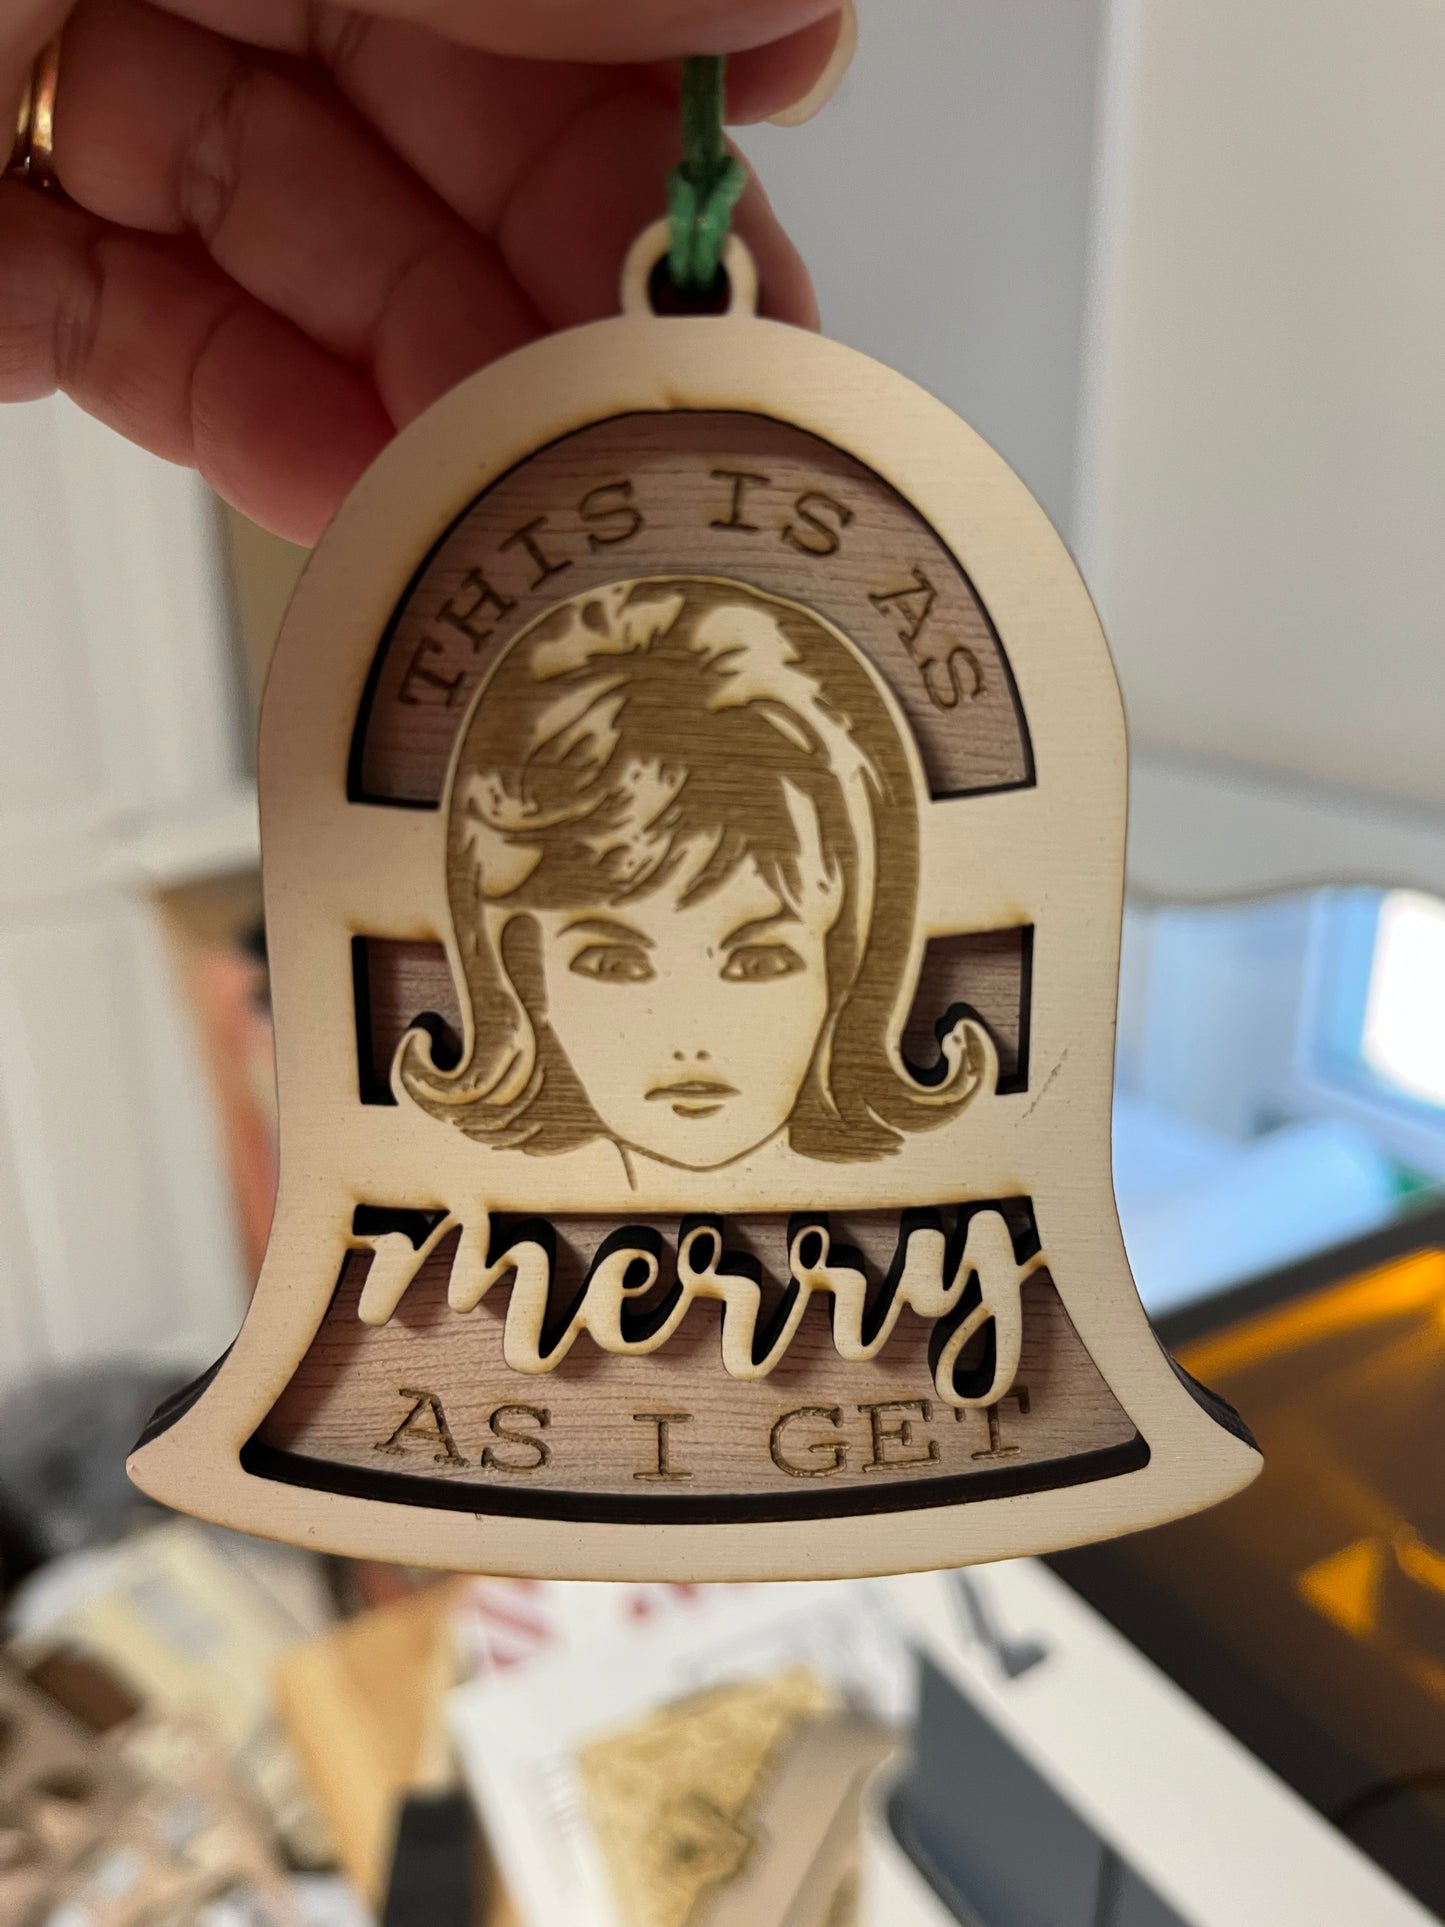 THIS IS AS
merry
AS I GET